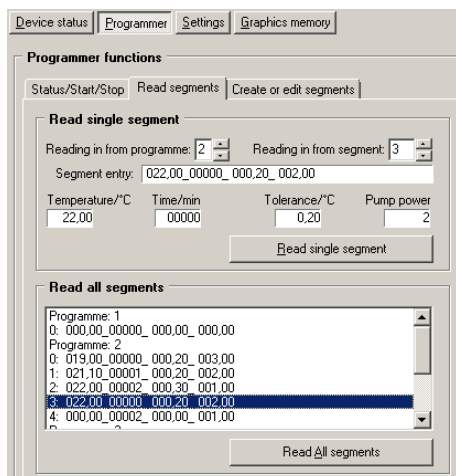 Device status Programmer Settings Graphics memory
Programmer functions
Status/Start/Stop Read segments Create or edit segments
Read single segment
Reading in from programme: 2 Reading in from segment: 3
Segment entry: 022,00_00000_ 000,20_ 002,00
Temperature/°C Time/min Tolerance/°C Pump power
22,00 00000 0,20 2
Read single segment
Read all segments
Programme: 1
0: 000,00_00000_ 000,00_ 000,00
Programme: 2
0: 019,00_00000_ 000,20_ 003,00
1: 021,10_00001_ 000,20_ 002,00
2: 022,00_00002_ 000,30_ 001,00
3: 022,00_00000_ 000,20_ 002,00
4: 000,00_00002_ 000,00_ 001,00
Read All segments